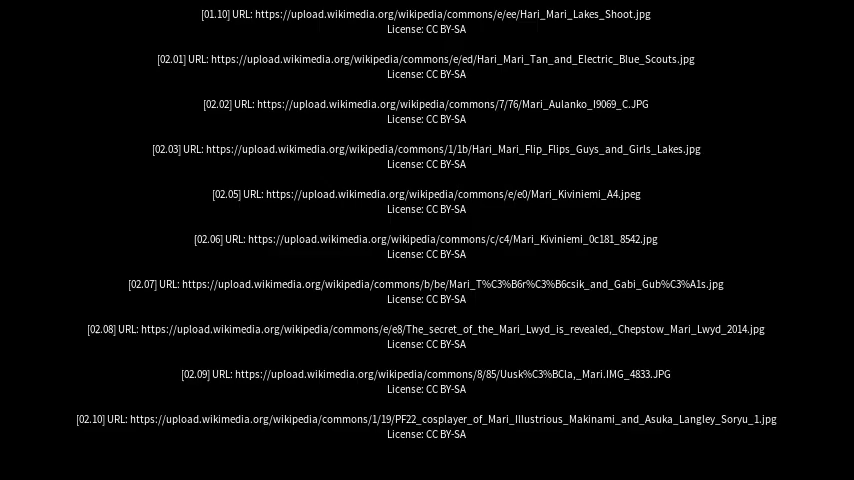 [01.10] URL: https://upload.wikimedia.org/wikipedia/commons/e/ee/Hari_Mari_Lakes_Shoot.jpg
License: CC BY-SA
[02.01] URL: https://upload.wikimedia.org/wikipedia/commons/e/ed/Hari_Mari_Tan_and_Electric_Blue_Scouts.jpg
License: CC BY-SA
[02.02] URL: https://upload.wikimedia.org/wikipedia/commons/7/76/Mari_Aulanko_I9069_C.JPG
License: CC BY-SA
[02.03] URL: https://upload.wikimedia.org/wikipedia/commons/1/1b/Hari_Mari_Flip_Flips_Guys_and_Girls_Lakes.jpg
License: CC BY-SA
[02.05] URL: https://upload.wikimedia.org/wikipedia/commons/e/e0/Mari_Kiviniemi_A4.jpeg
License: CC BY-SA
[02.06] URL: https://upload.wikimedia.org/wikipedia/commons/c/c4/Mari_Kiviniemi_0c181_8542.jpg
License: CC BY-SA
[02.07] URL: https://upload.wikimedia.org/wikipedia/commons/b/be/Mari_T%C3%B6r%C3%B6csik_and_Gabi_Gub%C3%A1s.jpg
License: CC BY-SA
[02.08] URL: https://upload.wikimedia.org/wikipedia/commons/e/e8/The_secret_of_the_Mari_Lwyd_is_revealed,_Chepstow_Mari_Lwyd_2014.jpg
License: CC BY-SA
[02.09] URL: https://upload.wikimedia.org/wikipedia/commons/8/85/Uusk%C3%BCla,_Mari.IMG_4833.JPG
License: CC BY-SA
[02.10] URL: https://upload.wikimedia.org/wikipedia/commons/1/19/PF22_cosplayer_of_Mari_Illustrious_Makinami_and_Asuka_Langley_Soryu_1.jpg
License: CC BY-SA